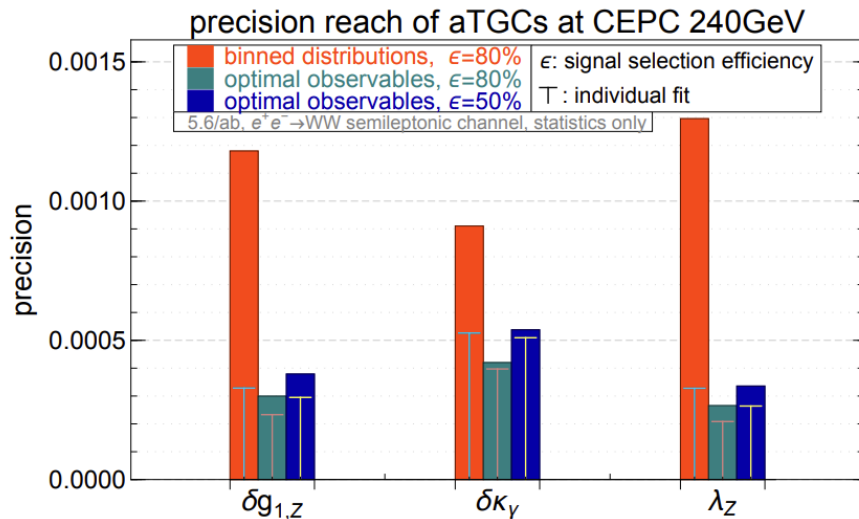 precision reach of aTGCs at CEPC 240GeV
binned distributions, ϵ=80%
optimal observables, ϵ=80%
optimal observables, ϵ=50%
ϵ: signal selection efficiency
⊤ : individual fit
5.6/ab, e⁺e⁻→WW semileptonic channel, statistics only
precision
0.0015
0.0010
0.0005
0.0000
δg₁,Z
δκᵧ
λZ